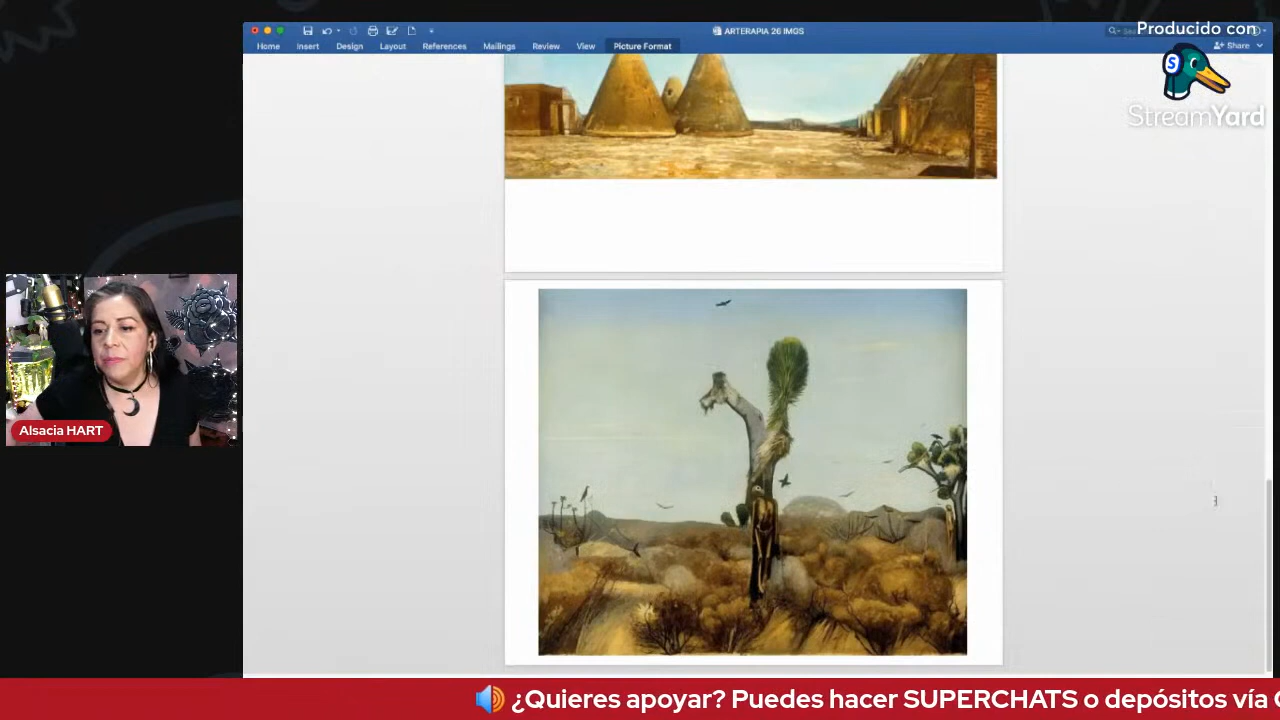 ARTERAPIA 26 IMGS
Home Insert Design Layout References Mailings Review View Picture Format
Share
Producido con
S
StreamYard
Alsacia HART
¿Quieres apoyar? Puedes hacer SUPERCHATS o depósitos vía